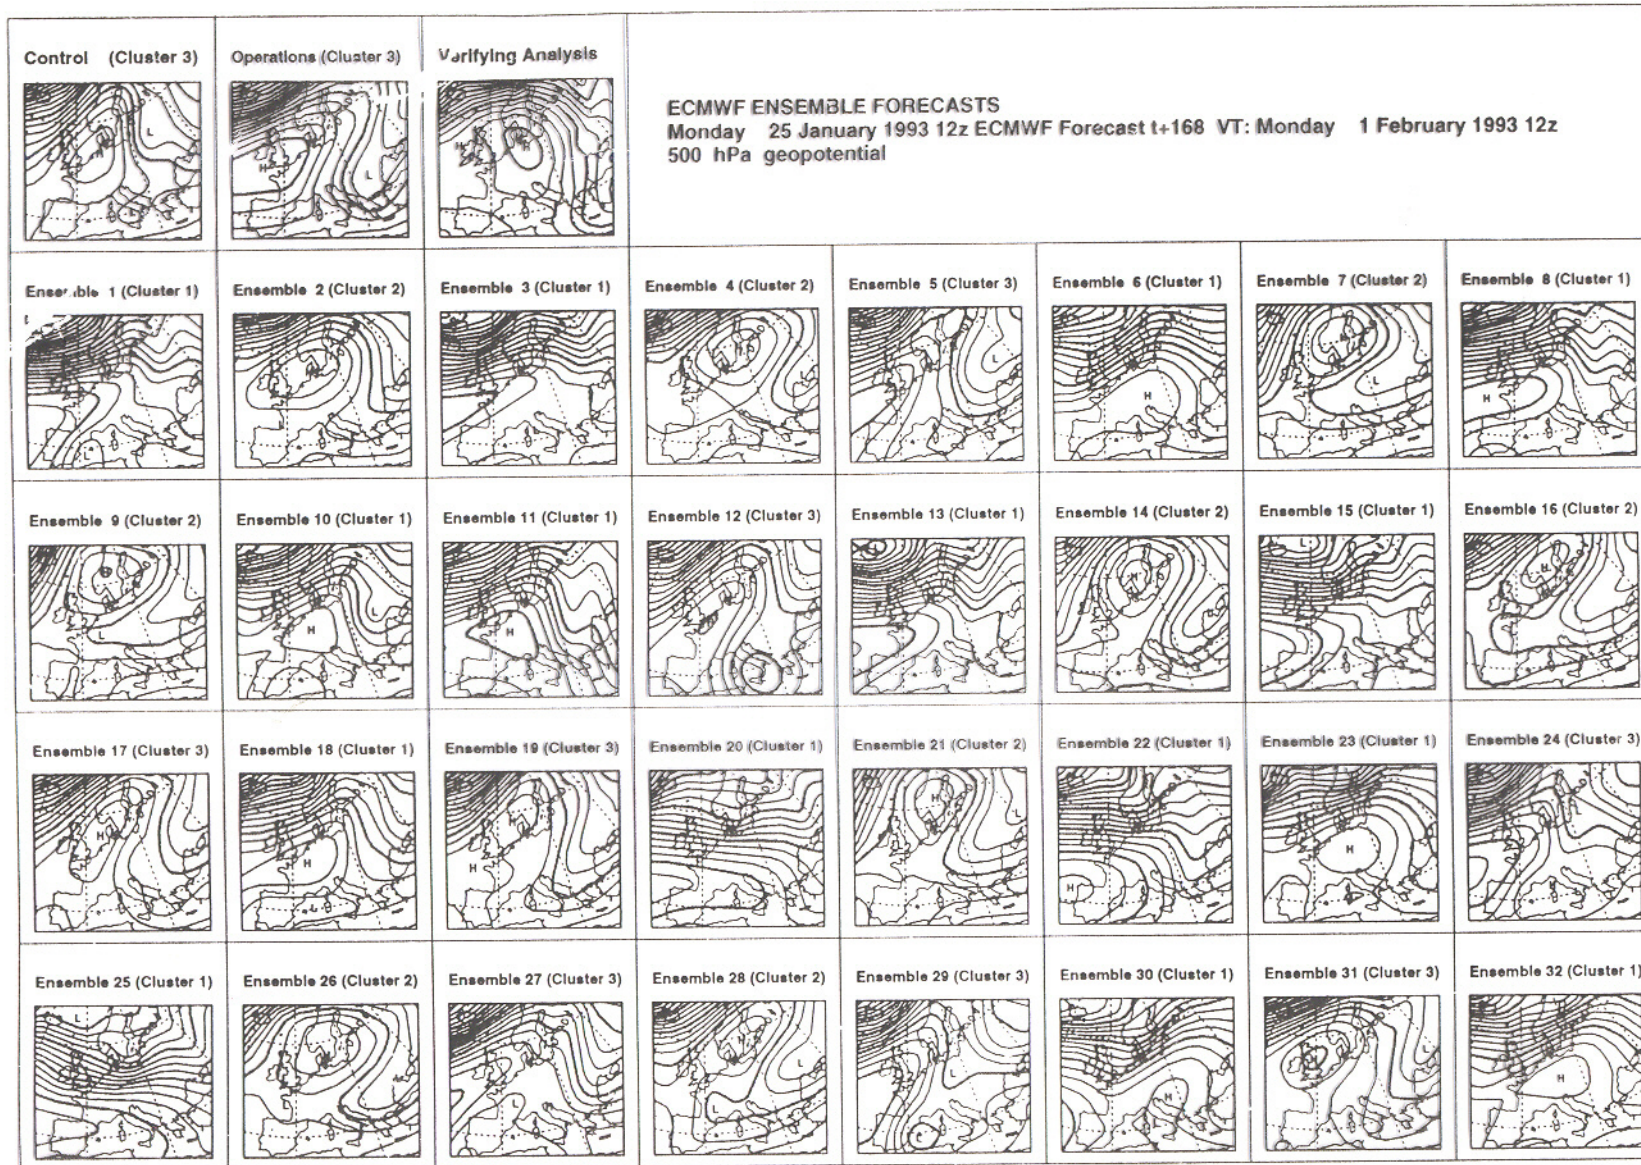 Control (Cluster 3)
Operations (Cluster 3)
Verifying Analysis
ECMWF ENSEMBLE FORECASTS
Monday 25 January 1993 12z ECMWF Forecast t+168 VT: Monday 1 February 1993 12z
500 hPa geopotential
Ensemble 1 (Cluster 1)
Ensemble 2 (Cluster 2)
Ensemble 3 (Cluster 1)
Ensemble 4 (Cluster 2)
Ensemble 5 (Cluster 3)
Ensemble 6 (Cluster 1)
Ensemble 7 (Cluster 2)
Ensemble 8 (Cluster 1)
Ensemble 9 (Cluster 2)
Ensemble 10 (Cluster 1)
Ensemble 11 (Cluster 1)
Ensemble 12 (Cluster 3)
Ensemble 13 (Cluster 1)
Ensemble 14 (Cluster 2)
Ensemble 15 (Cluster 1)
Ensemble 16 (Cluster 2)
Ensemble 17 (Cluster 3)
Ensemble 18 (Cluster 1)
Ensemble 19 (Cluster 3)
Ensemble 20 (Cluster 1)
Ensemble 21 (Cluster 2)
Ensemble 22 (Cluster 1)
Ensemble 23 (Cluster 1)
Ensemble 24 (Cluster 3)
Ensemble 25 (Cluster 1)
Ensemble 26 (Cluster 2)
Ensemble 27 (Cluster 3)
Ensemble 28 (Cluster 2)
Ensemble 29 (Cluster 3)
Ensemble 30 (Cluster 1)
Ensemble 31 (Cluster 3)
Ensemble 32 (Cluster 1)